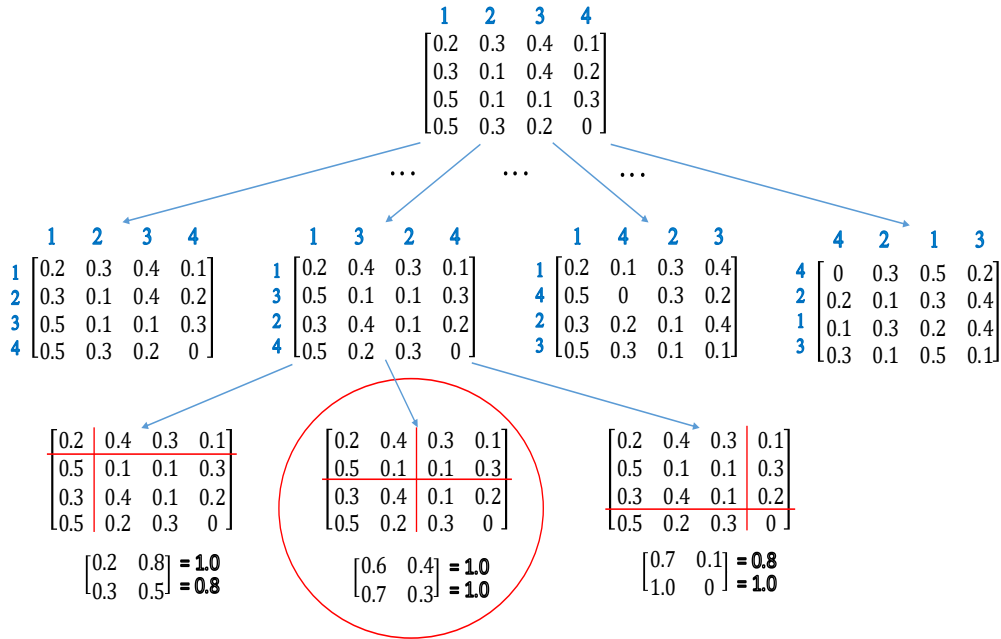 1 2 3 4
0.2 0.3 0.4 0.1
0.3 0.1 0.4 0.2
0.5 0.1 0.1 0.3
0.5 0.3 0.2 0
... ... ...
1 2 3 4
1 0.2 0.3 0.4 0.1
2 0.3 0.1 0.4 0.2
3 0.5 0.1 0.1 0.3
4 0.5 0.3 0.2 0
1 3 2 4
1 0.2 0.4 0.3 0.1
3 0.5 0.1 0.1 0.3
2 0.3 0.4 0.1 0.2
4 0.5 0.2 0.3 0
1 4 2 3
1 0.2 0.1 0.3 0.4
4 0.5 0 0.3 0.2
2 0.3 0.2 0.1 0.4
3 0.5 0.3 0.1 0.1
4 2 1 3
4 0 0.3 0.5 0.2
2 0.2 0.1 0.3 0.4
1 0.1 0.3 0.2 0.4
3 0.3 0.1 0.5 0.1
0.2 0.4 0.3 0.1
0.5 0.1 0.1 0.3
0.3 0.4 0.1 0.2
0.5 0.2 0.3 0
0.2 0.8 = 1.0
0.3 0.5 = 0.8
0.2 0.4 0.3 0.1
0.5 0.1 0.1 0.3
0.3 0.4 0.1 0.2
0.5 0.2 0.3 0
0.6 0.4 = 1.0
0.7 0.3 = 1.0
0.2 0.4 0.3 0.1
0.5 0.1 0.1 0.3
0.3 0.4 0.1 0.2
0.5 0.2 0.3 0
0.7 0.1 = 0.8
1.0 0 = 1.0